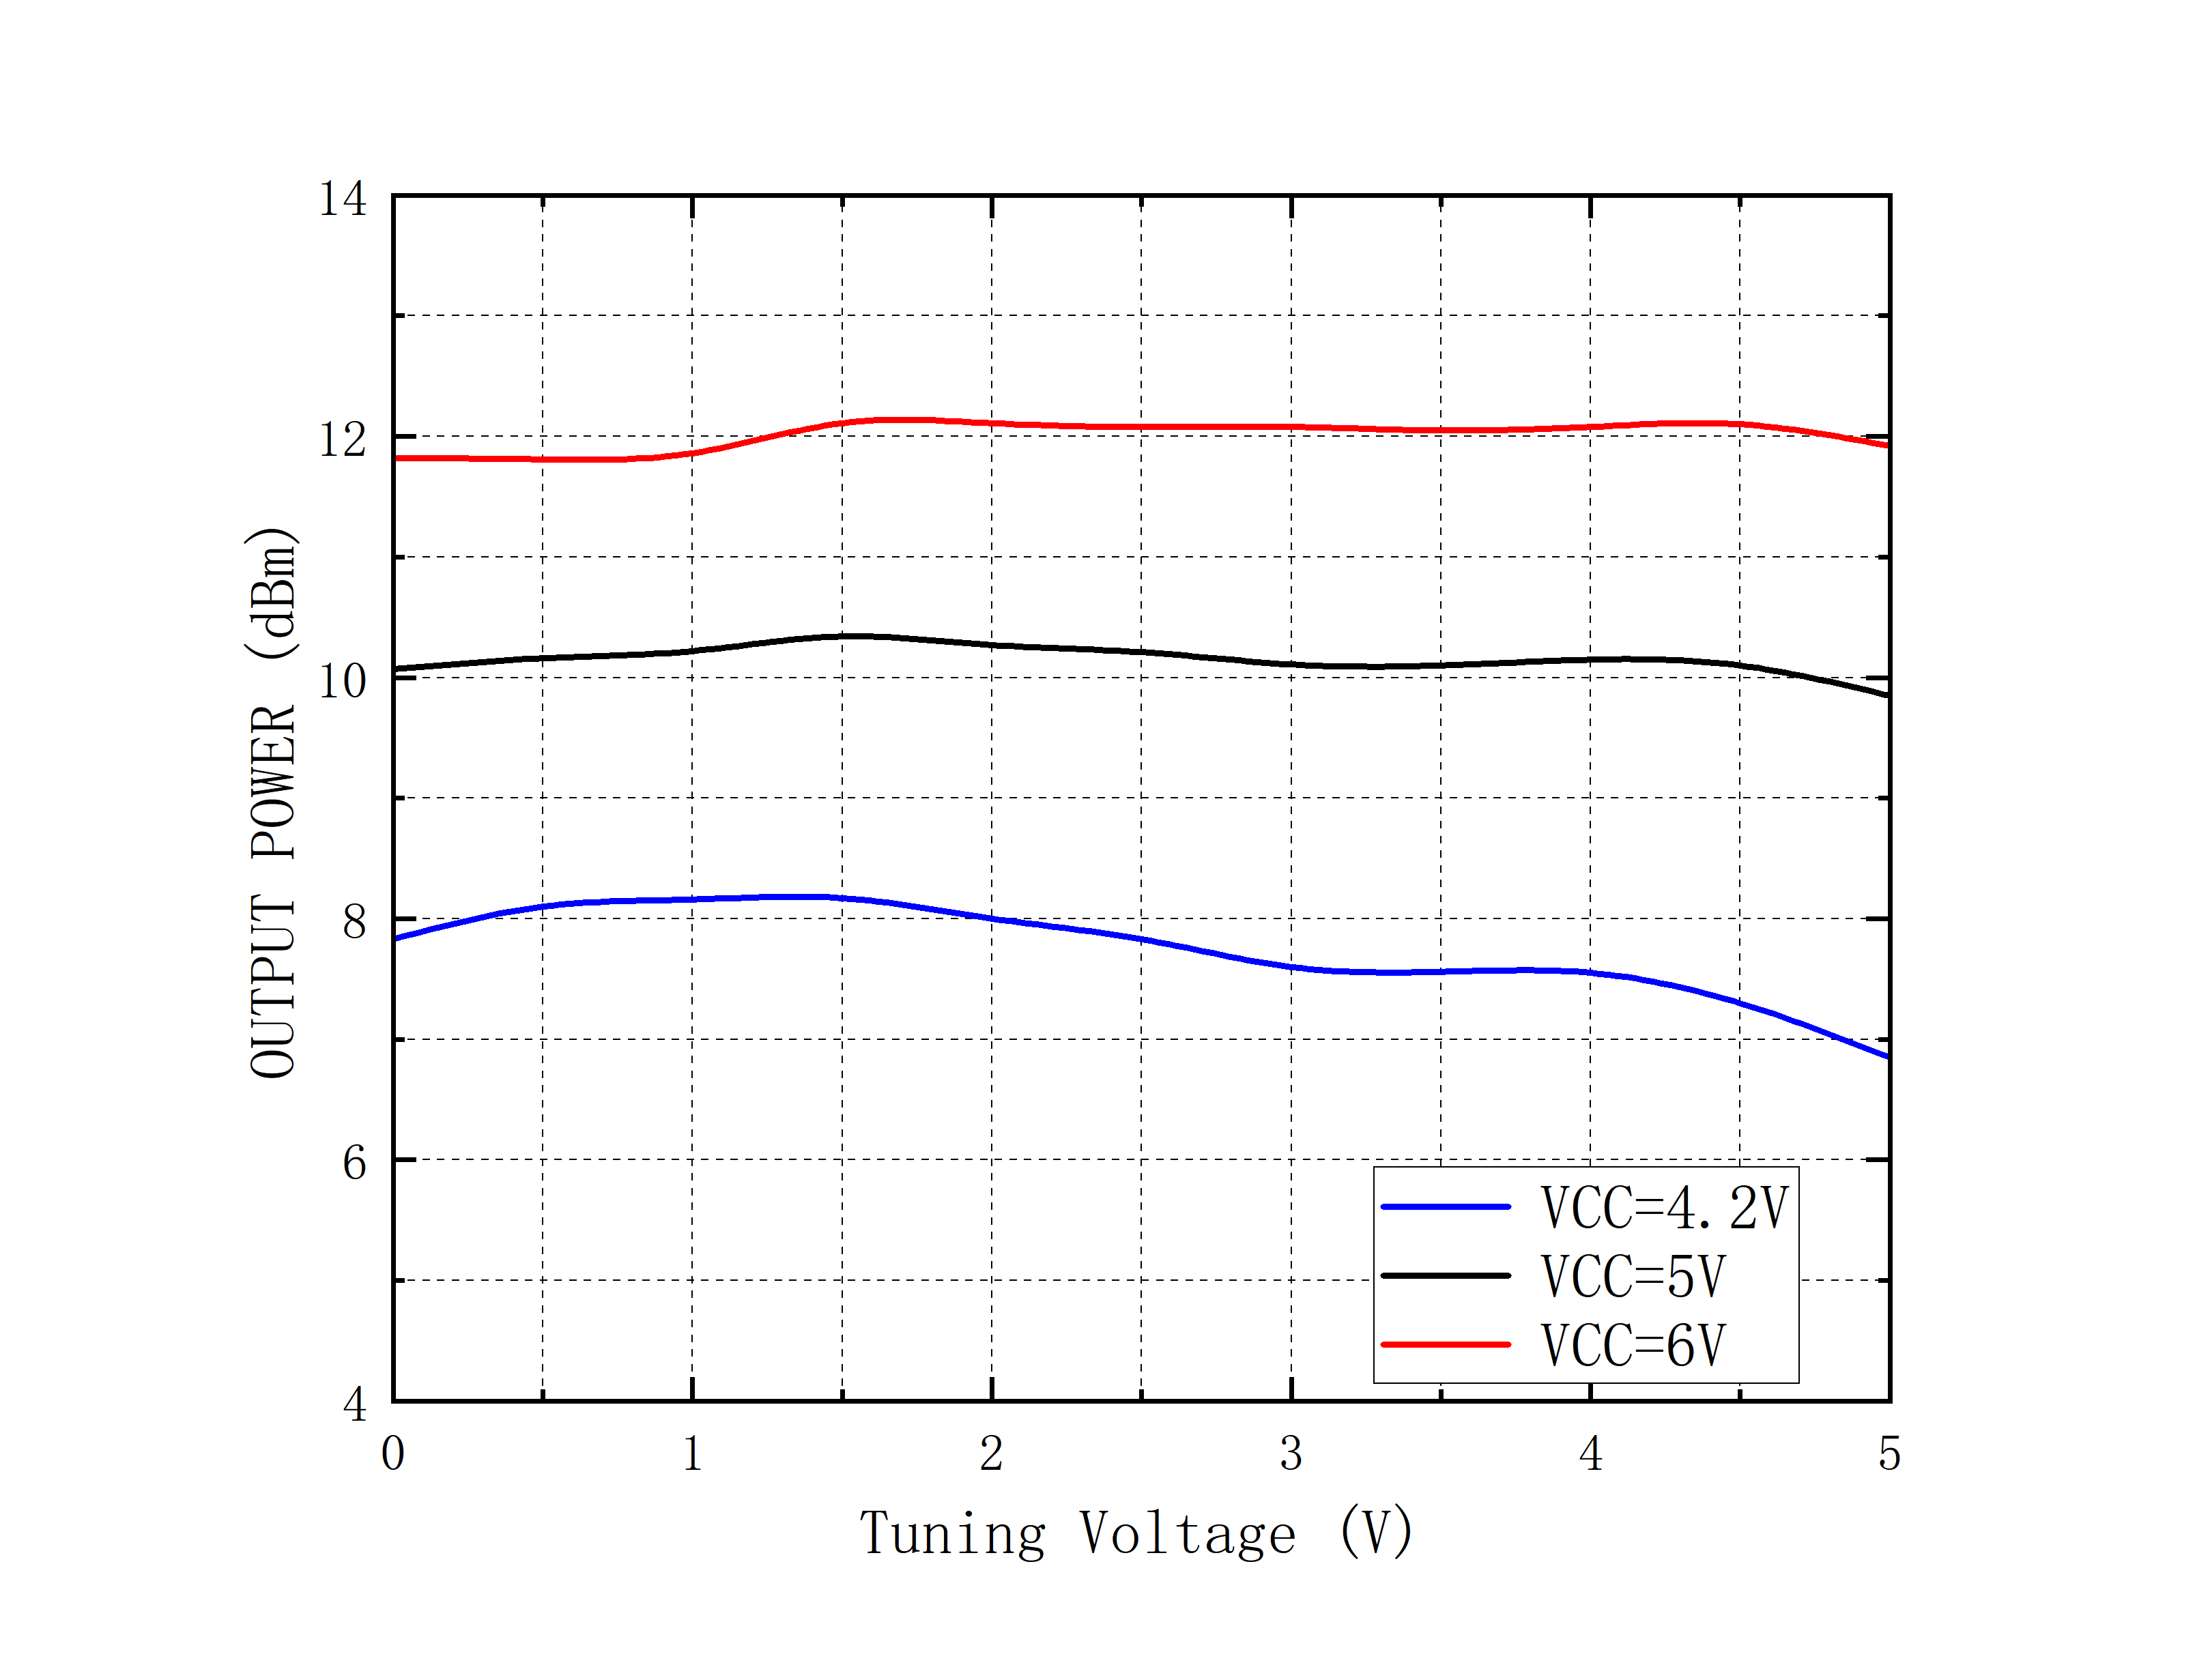 14
12
10
8
6
4
OUTPUT POWER (dBm)
VCC=4.2V
VCC=5V
VCC=6V
0 1 2 3 4 5
Tuning Voltage (V)